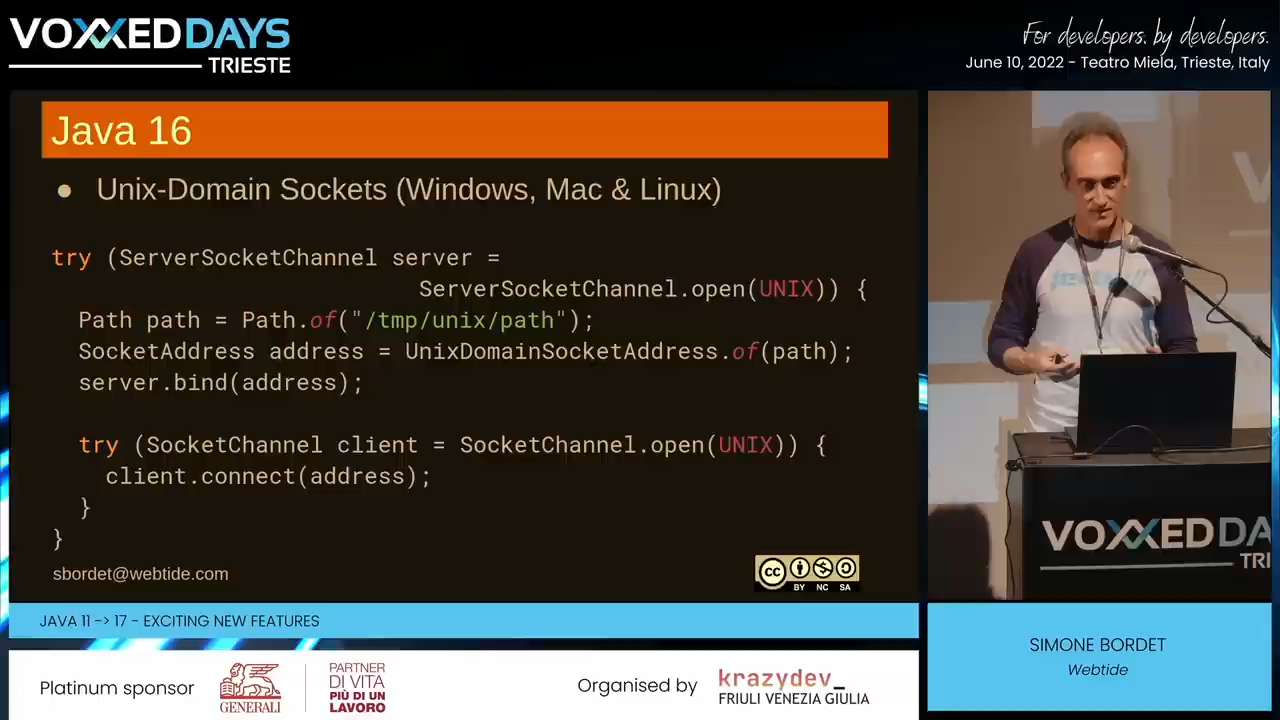 VOXXEDDAYS
TRIESTE
For developers, by developers.
June 10, 2022 - Teatro Miela, Trieste, Italy
Java 16
● Unix-Domain Sockets (Windows, Mac & Linux)
try (ServerSocketChannel server =
ServerSocketChannel.open(UNIX)) {
Path path = Path.of("/tmp/unix/path");
SocketAddress address = UnixDomainSocketAddress.of(path);
server.bind(address);
try (SocketChannel client = SocketChannel.open(UNIX)) {
client.connect(address);
}
}
sbordet@webtide.com
cc
BY NC SA
JAVA 11 -> 17 - EXCITING NEW FEATURES
VOXXEDDA
TRI
SIMONE BORDET
Webtide
Platinum sponsor
GENERALI
PARTNER
DI VITA
PIÙ DI UN
LAVORO
Organised by
krazydev_
FRIULI VENEZIA GIULIA